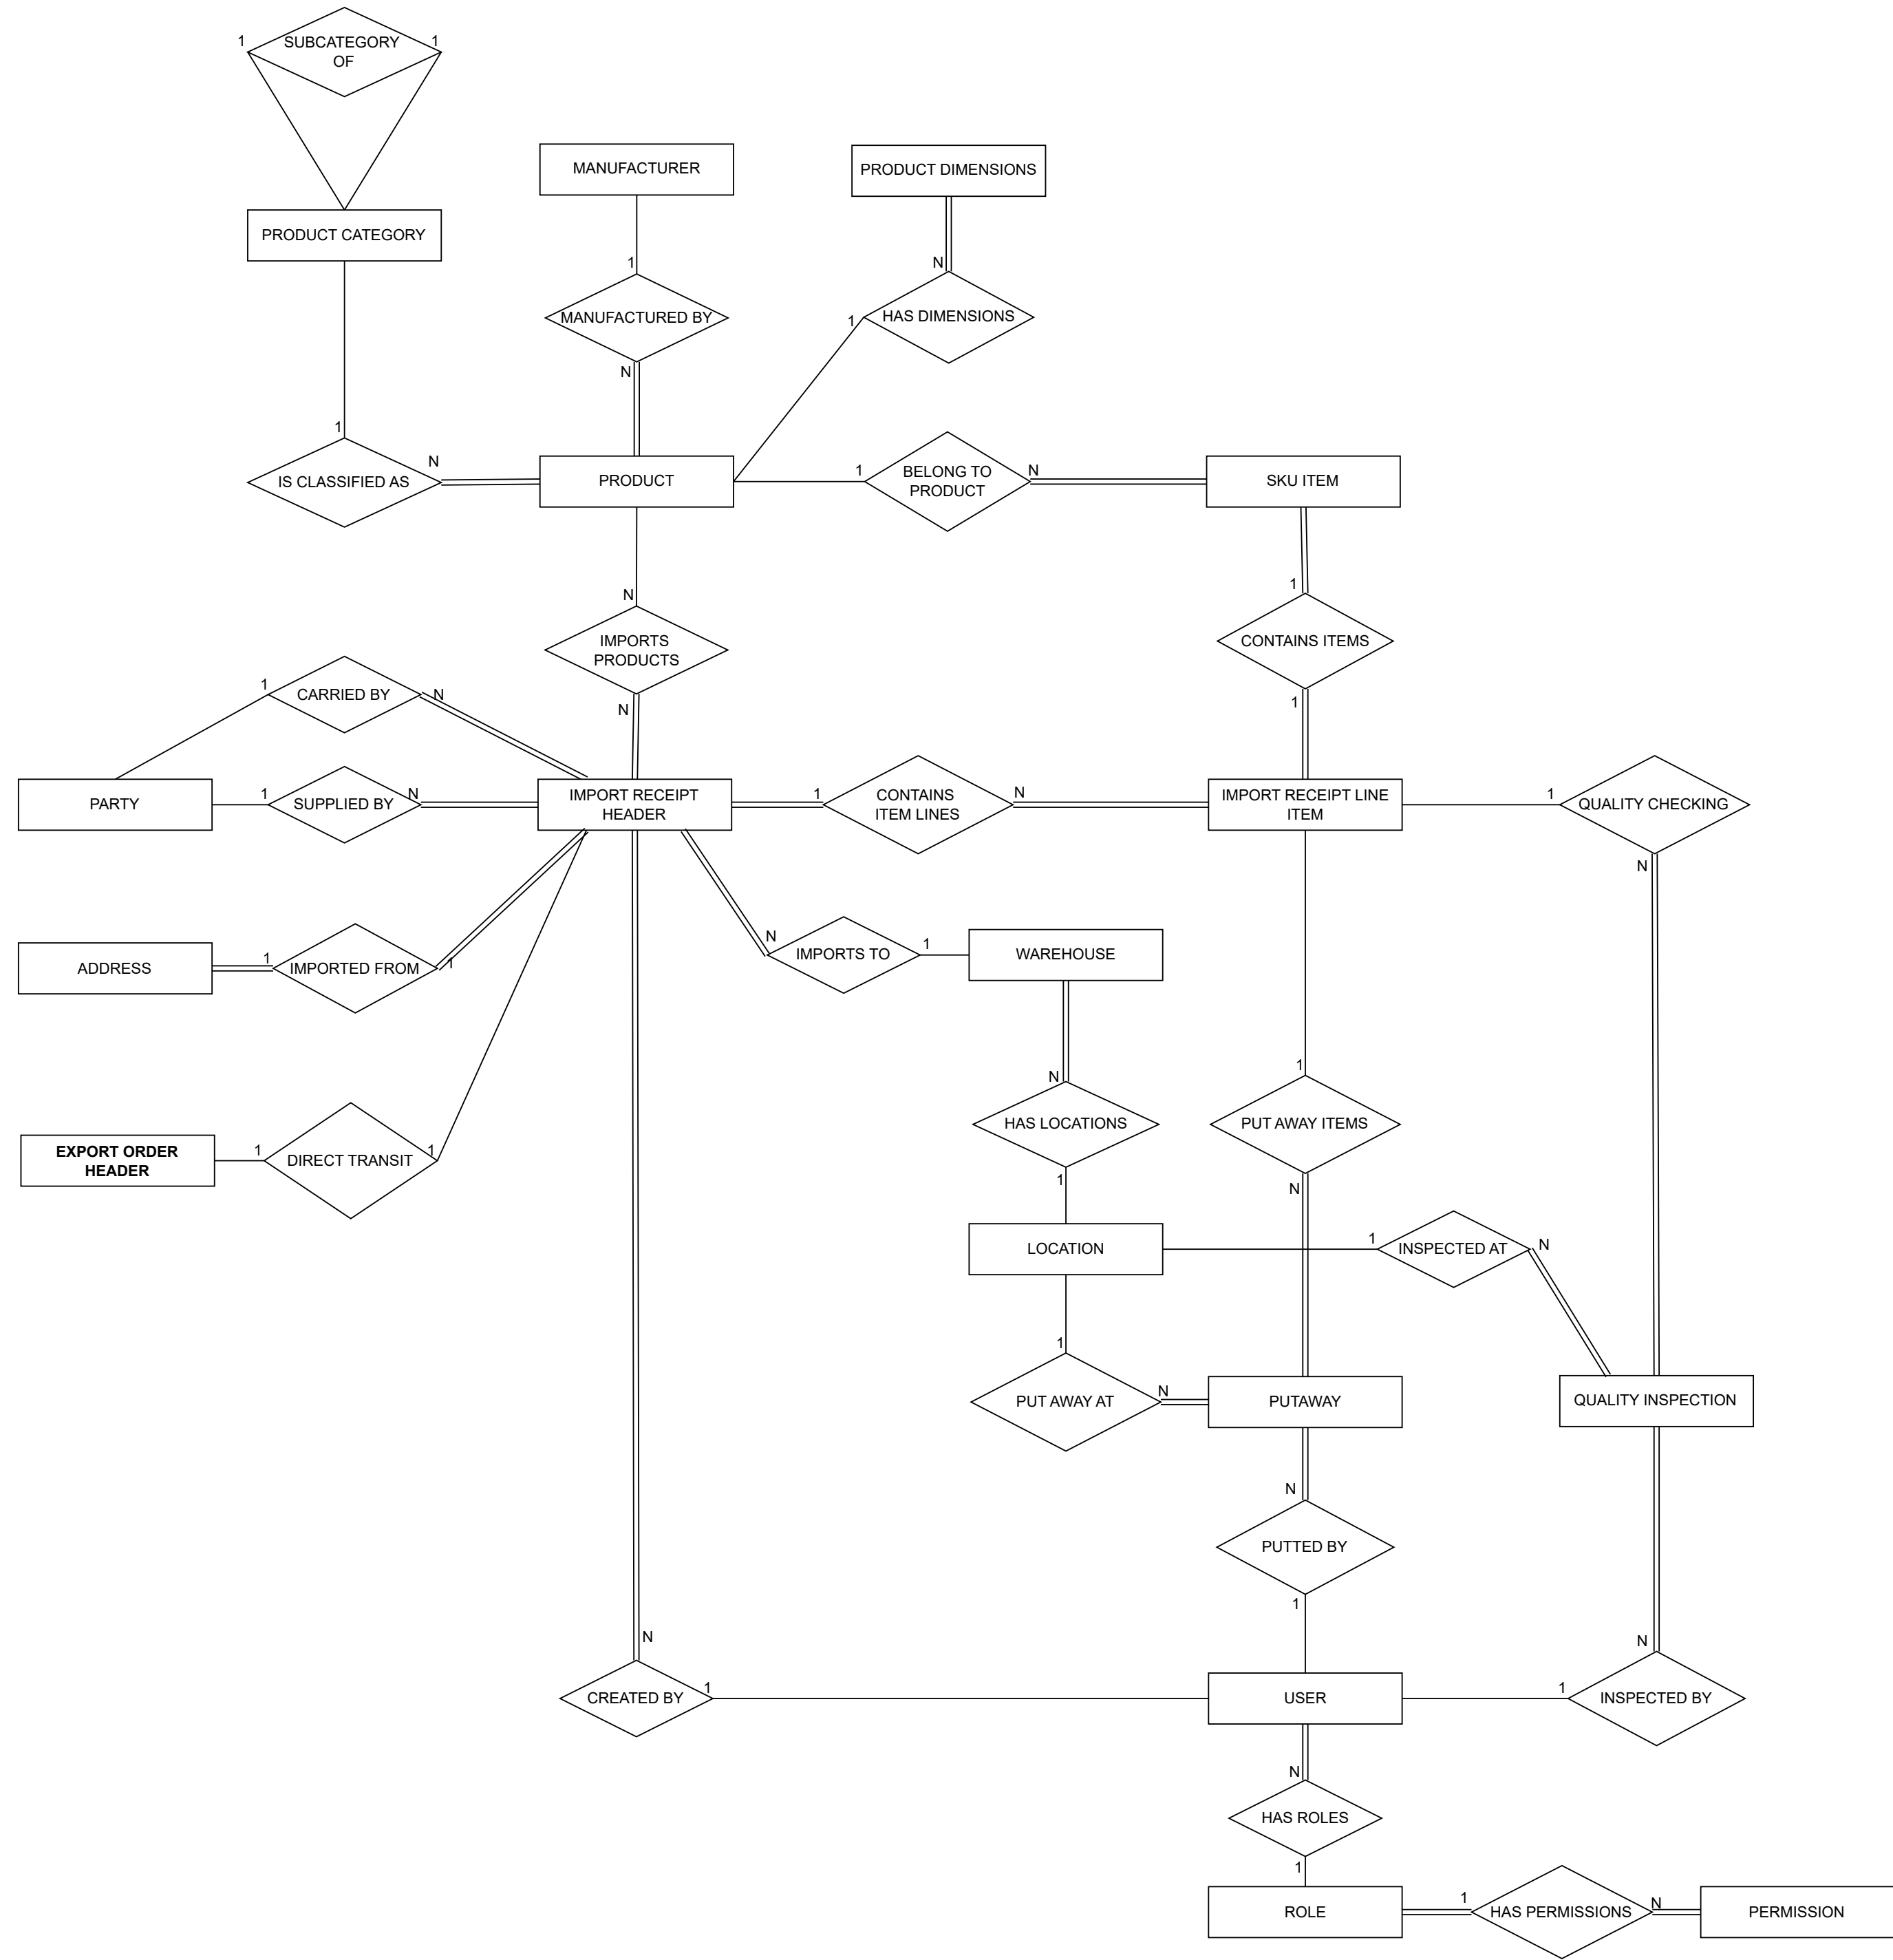 1
SUBCATEGORY
OF
1
MANUFACTURER
PRODUCT DIMENSIONS
PRODUCT CATEGORY
1
N
MANUFACTURED BY
1
HAS DIMENSIONS
N
1
IS CLASSIFIED AS
N
PRODUCT
1
BELONG TO
PRODUCT
N
SKU ITEM
N
IMPORTS
PRODUCTS
N
1
CONTAINS ITEMS
1
1
CARRIED BY
N
PARTY
1
SUPPLIED BY
N
IMPORT RECEIPT
HEADER
1
CONTAINS
ITEM LINES
N
IMPORT RECEIPT LINE
ITEM
1
QUALITY CHECKING
N
ADDRESS
1
IMPORTED FROM
1
N
IMPORTS TO
1
WAREHOUSE
N
HAS LOCATIONS
1
1
PUT AWAY ITEMS
N
EXPORT ORDER
HEADER
1
DIRECT TRANSIT
1
LOCATION
1
INSPECTED AT
N
1
PUT AWAY AT
N
PUTAWAY
QUALITY INSPECTION
N
PUTTED BY
1
N
CREATED BY
1
USER
1
INSPECTED BY
N
N
HAS ROLES
1
ROLE
1
HAS PERMISSIONS
N
PERMISSION